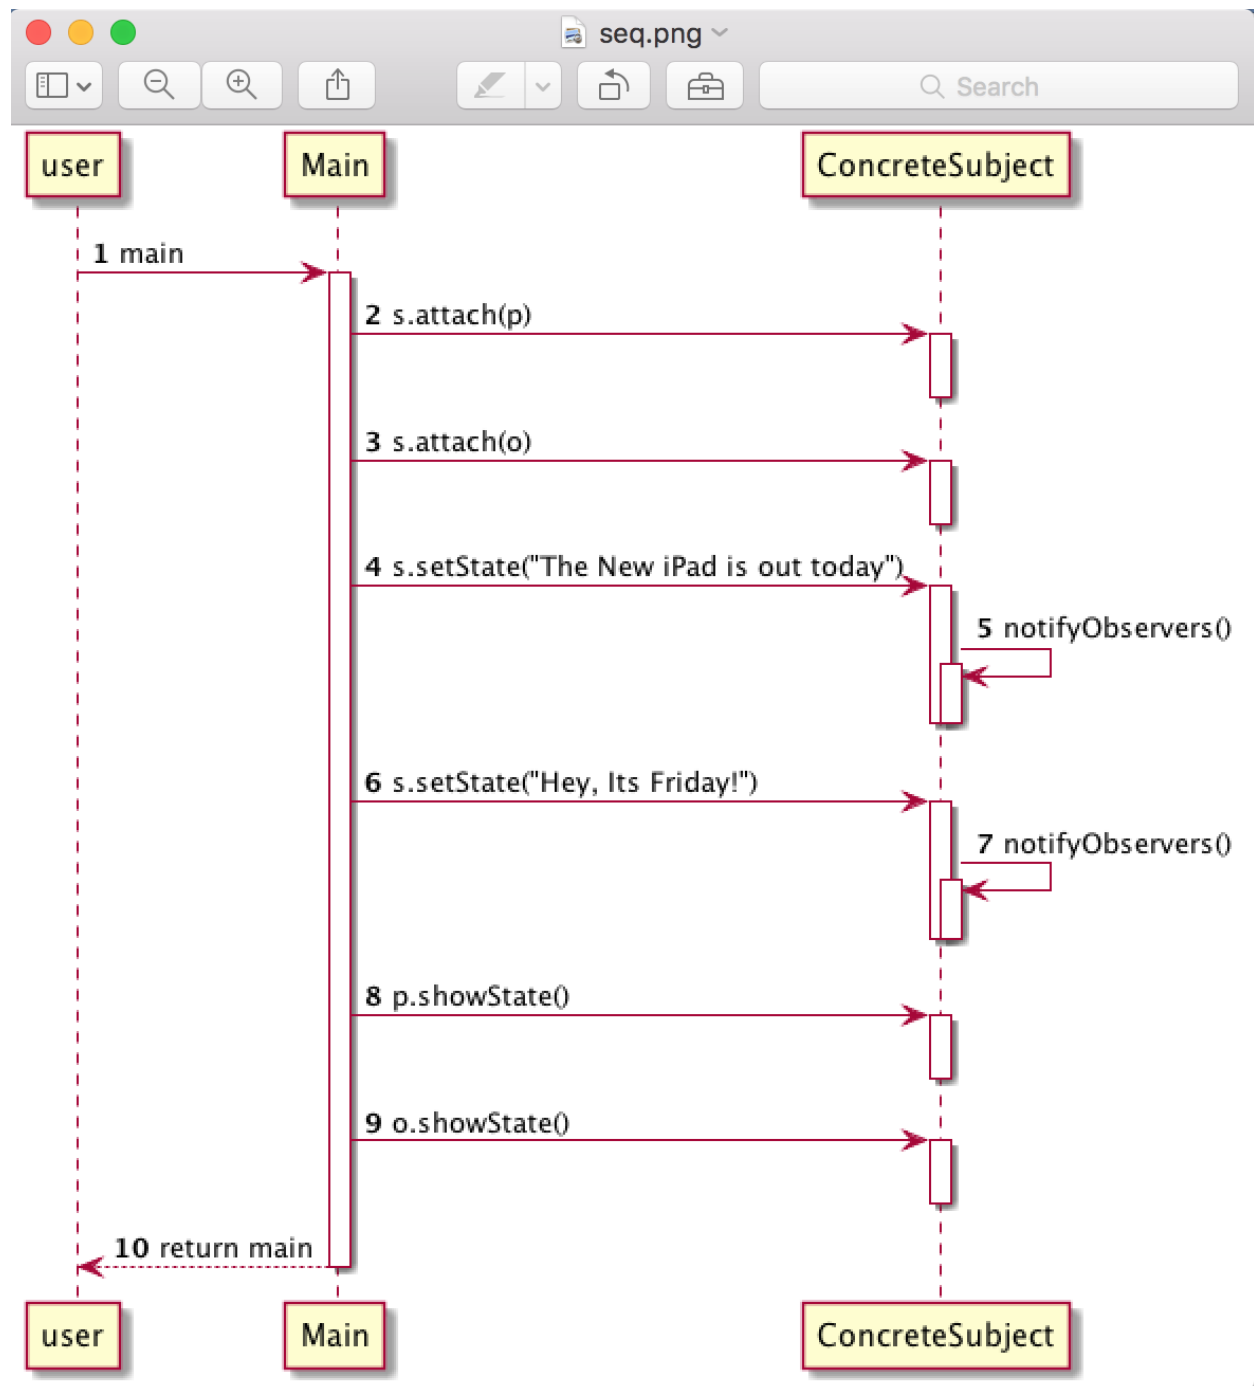 seq.png
Search
user
Main
ConcreteSubject
1 main
2 s.attach(p)
3 s.attach(o)
4 s.setState("The New iPad is out today")
5 notifyObservers()
6 s.setState("Hey, Its Friday!")
7 notifyObservers()
8 p.showState()
9 o.showState()
10 return main
user
Main
ConcreteSubject